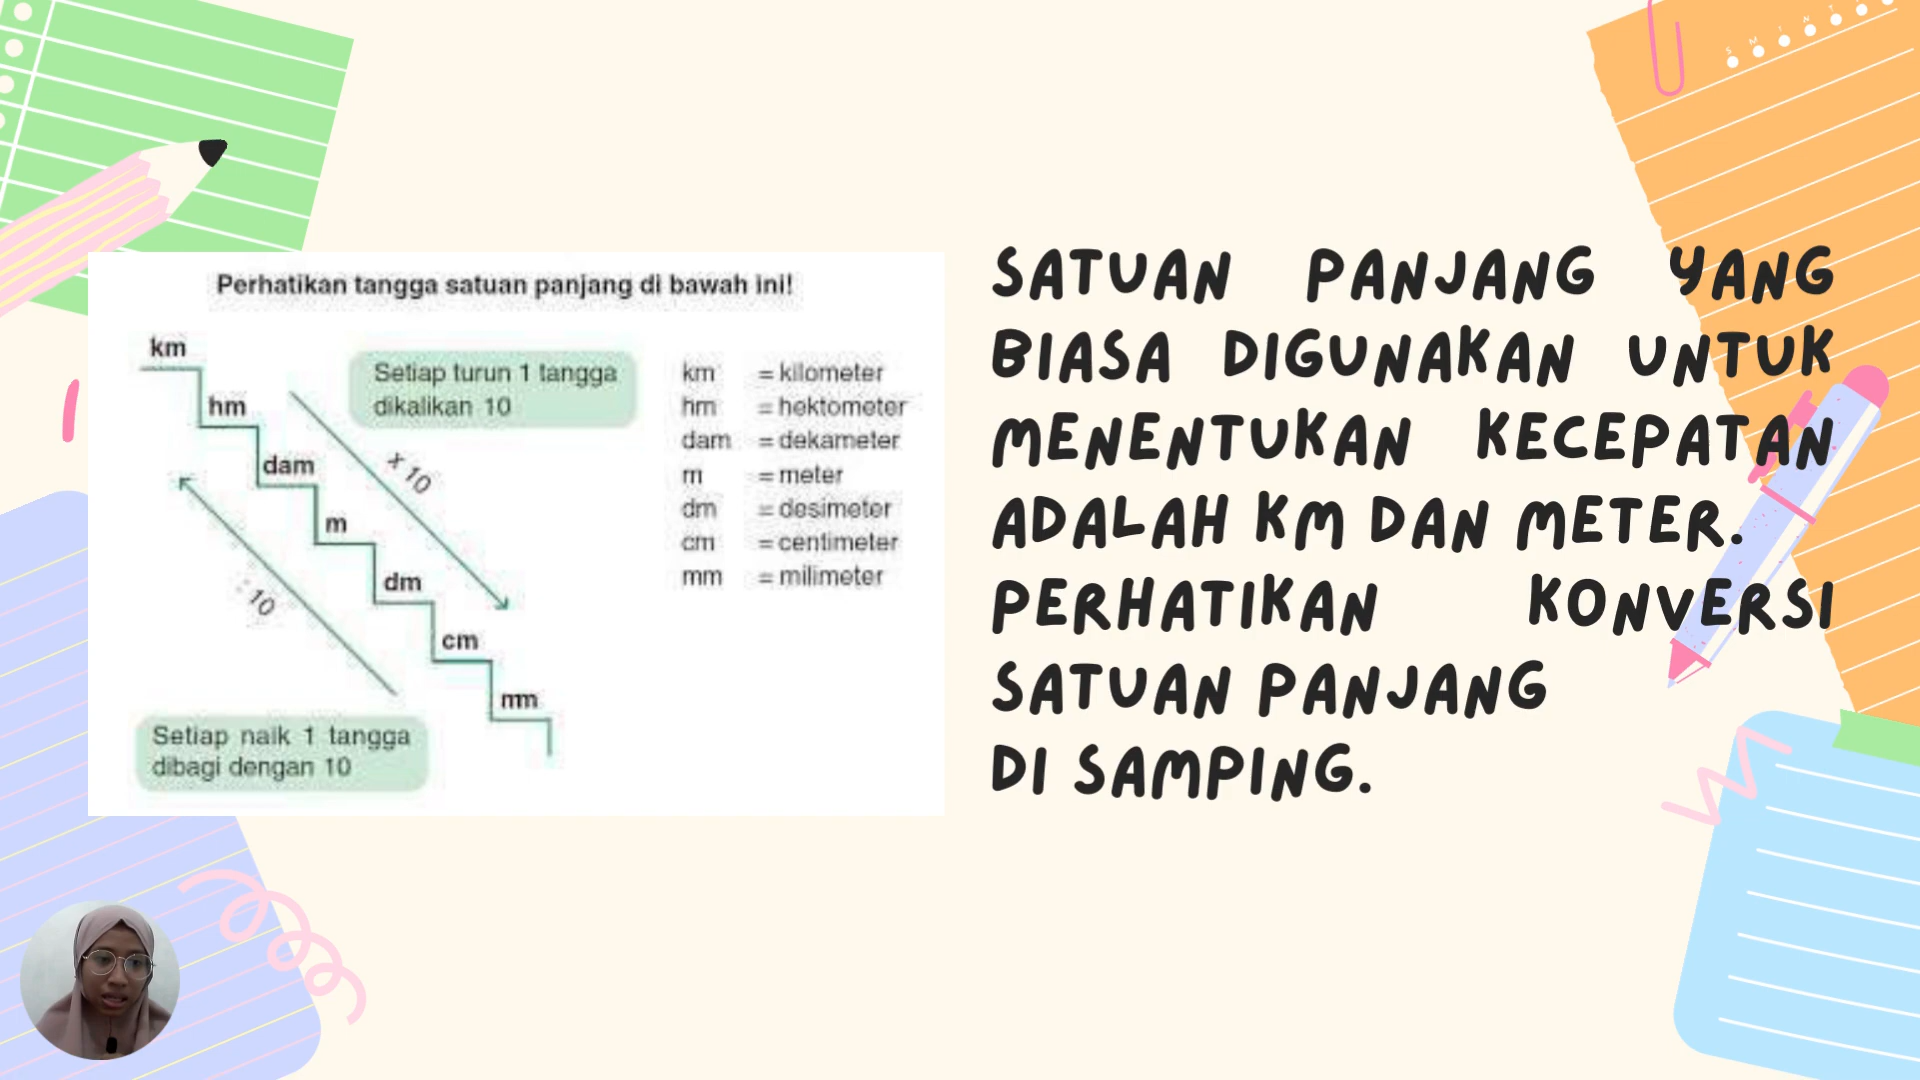 Perhatikan tangga satuan panjang di bawah ini!
km
hm
dam
m
dm
cm
mm
Setiap turun 1 tangga
dikalikan 10
x 10
: 10
Setiap naik 1 tangga
dibagi dengan 10
km = kilometer
hm = hektometer
dam = dekameter
m = meter
dm = desimeter
cm = centimeter
mm = milimeter
SATUAN PANJANG YANG
BIASA DIGUNAKAN UNTUK
MENENTUKAN KECEPATAN
ADALAH KM DAN METER.
PERHATIKAN KONVERSI
SATUAN PANJANG
DI SAMPING.